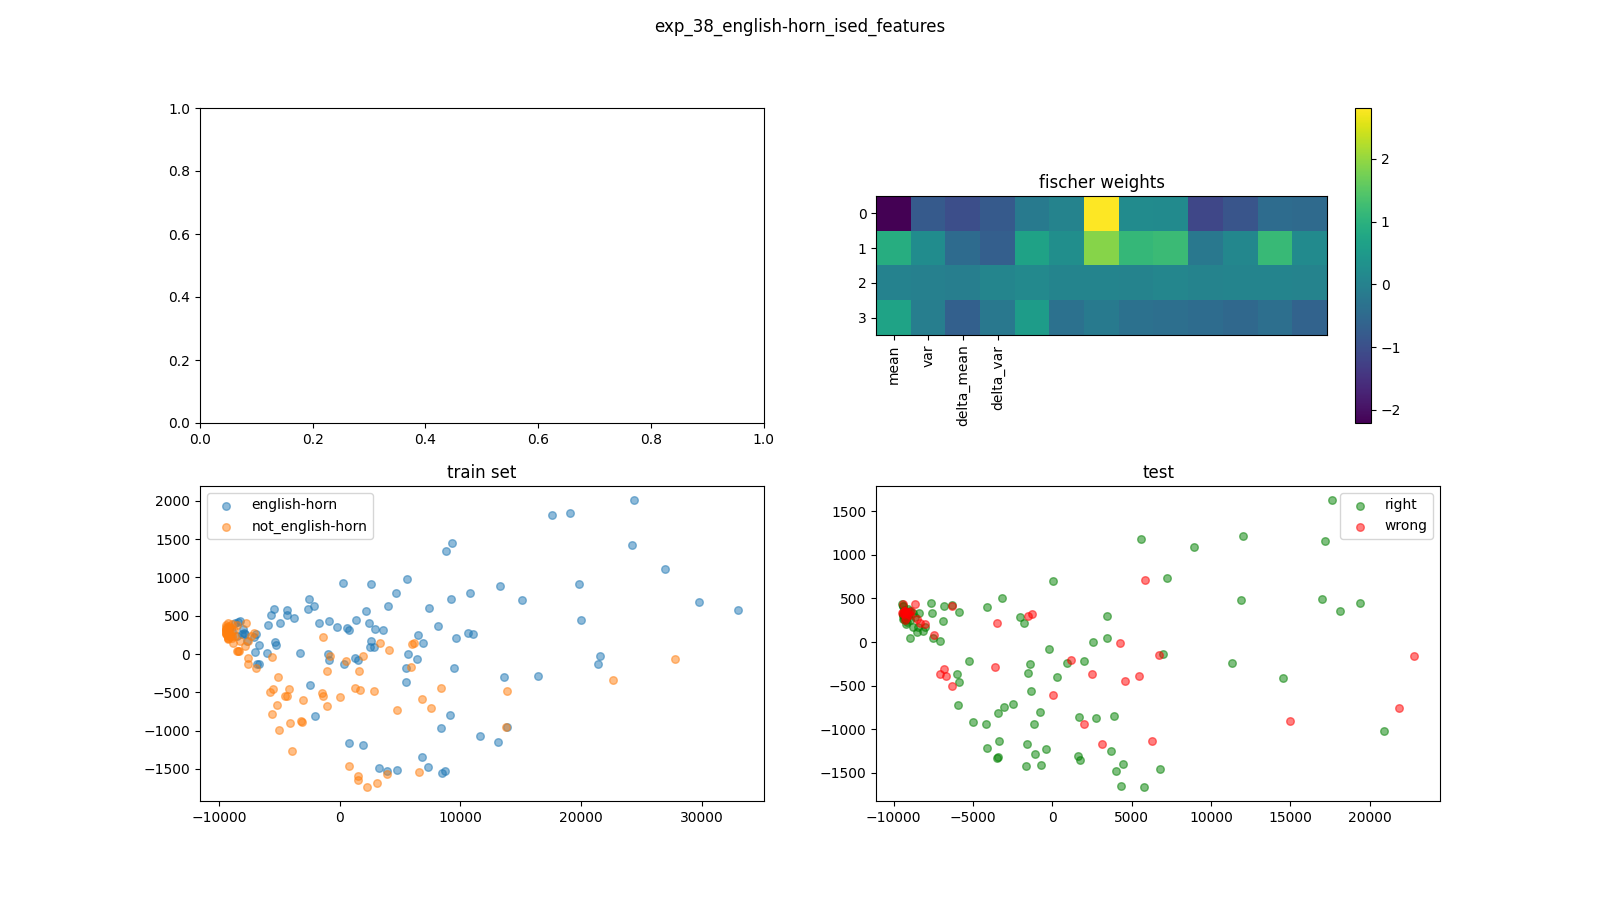 exp_38_english-horn_ised_features
1.0
0.8
0.6
0.4
0.2
0.0
0.0 0.2 0.4 0.6 0.8 1.0
fischer weights
0
1
2
3
mean var delta_mean delta_var
2
1
0
−1
−2
train set
english-horn
not_english-horn
2000
1500
1000
500
0
−500
−1000
−1500
−10000 0 10000 20000 30000
test
right
wrong
1500
1000
500
0
−500
−1000
−1500
−10000 −5000 0 5000 10000 15000 20000